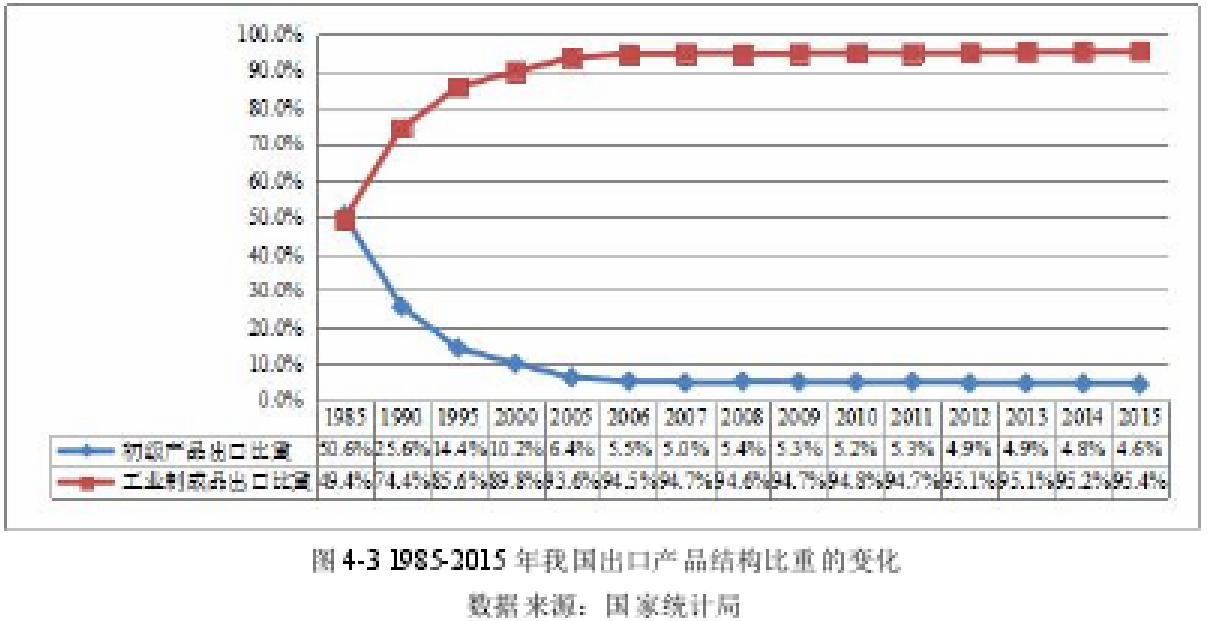 100.0%
90.0%
80.0%
70.0%
60.0%
50.0%
40.0%
30.0%
20.0%
10.0%
0.0%
1985 1990 1995 2000 2005 2006 2007 2008 2009 2010 2011 2012 2013 2014 2015
初级产品出口比重 50.6% 25.6% 14.4% 10.2% 6.4% 5.5% 5.0% 5.4% 5.3% 5.2% 5.3% 4.9% 4.9% 4.8% 4.6%
工业制成品出口比重 49.4% 74.4% 85.6% 89.8% 93.6% 94.5% 94.7% 94.6% 94.7% 94.8% 94.7% 95.1% 95.1% 95.2% 95.4%
图 4-3 1985-2015 年我国出口产品结构比重的变化
数据来源：国家统计局